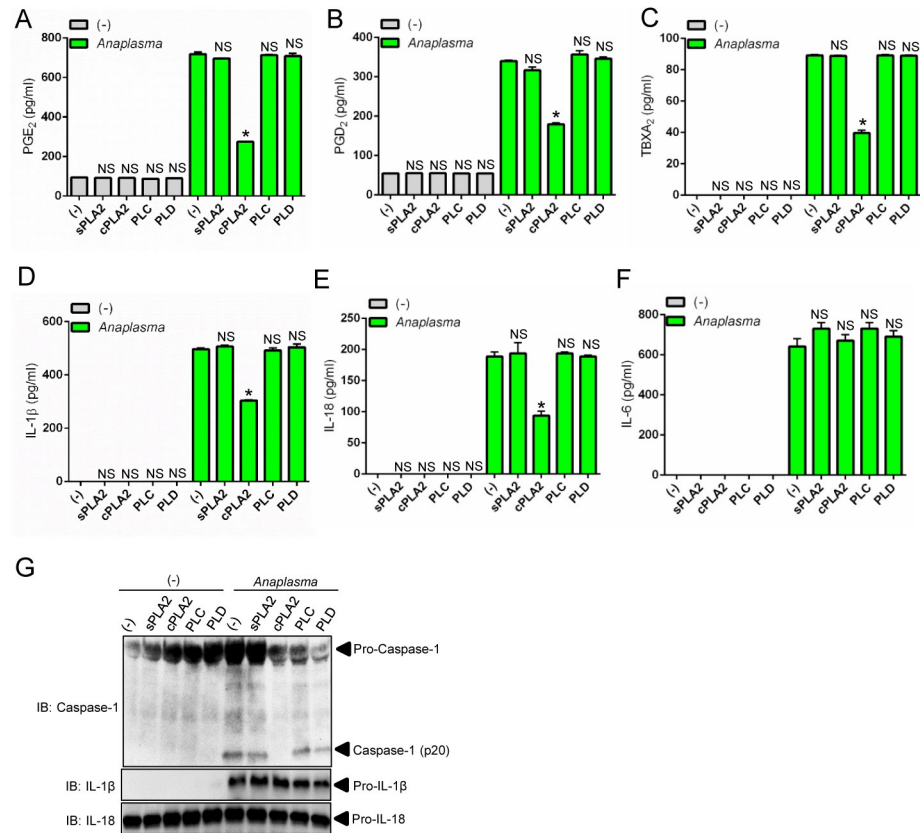 A
(-)
Anaplasma
PGE2 (pg/ml)
800
600
400
200
0
NS NS NS NS
NS * NS NS
(-) sPLA2 cPLA2 PLC PLD (-) sPLA2 cPLA2 PLC PLD
B
(-)
Anaplasma
PGD2 (pg/ml)
400
300
200
100
0
NS NS NS NS
NS * NS NS
(-) sPLA2 cPLA2 PLC PLD (-) sPLA2 cPLA2 PLC PLD
C
(-)
Anaplasma
TBXA2 (pg/ml)
100
80
60
40
20
0
NS NS NS NS
NS * NS NS
(-) sPLA2 cPLA2 PLC PLD (-) sPLA2 cPLA2 PLC PLD
D
(-)
Anaplasma
IL-1β (pg/ml)
600
400
200
0
NS NS NS NS
NS * NS NS
(-) sPLA2 cPLA2 PLC PLD (-) sPLA2 cPLA2 PLC PLD
E
(-)
Anaplasma
IL-18 (pg/ml)
250
200
150
100
50
0
NS NS NS NS
NS * NS NS
(-) sPLA2 cPLA2 PLC PLD (-) sPLA2 cPLA2 PLC PLD
F
(-)
Anaplasma
IL-6 (pg/ml)
800
600
400
200
0
NS NS NS NS
(-) sPLA2 cPLA2 PLC PLD (-) sPLA2 cPLA2 PLC PLD
G
(-) Anaplasma
(-) sPLA2 cPLA2 PLC PLD (-) sPLA2 cPLA2 PLC PLD
Pro-Caspase-1
IB: Caspase-1
Caspase-1 (p20)
IB: IL-1β Pro-IL-1β
IB: IL-18 Pro-IL-18